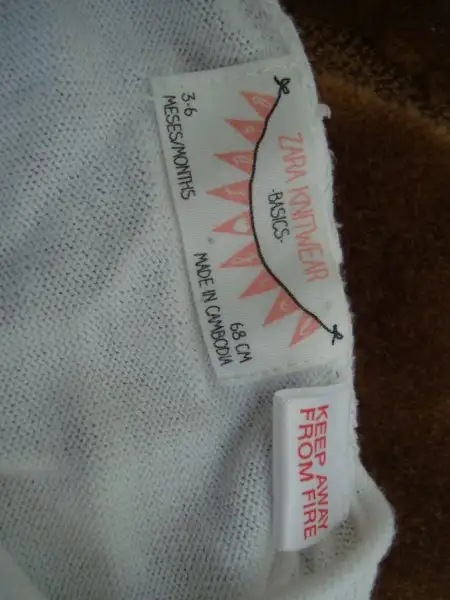 ZARA KNITWEAR
-BASICS-
3-6
MESES/MONTHS
68 CM
MADE IN CAMBODIA
KEEP AWAY
FROM FIRE